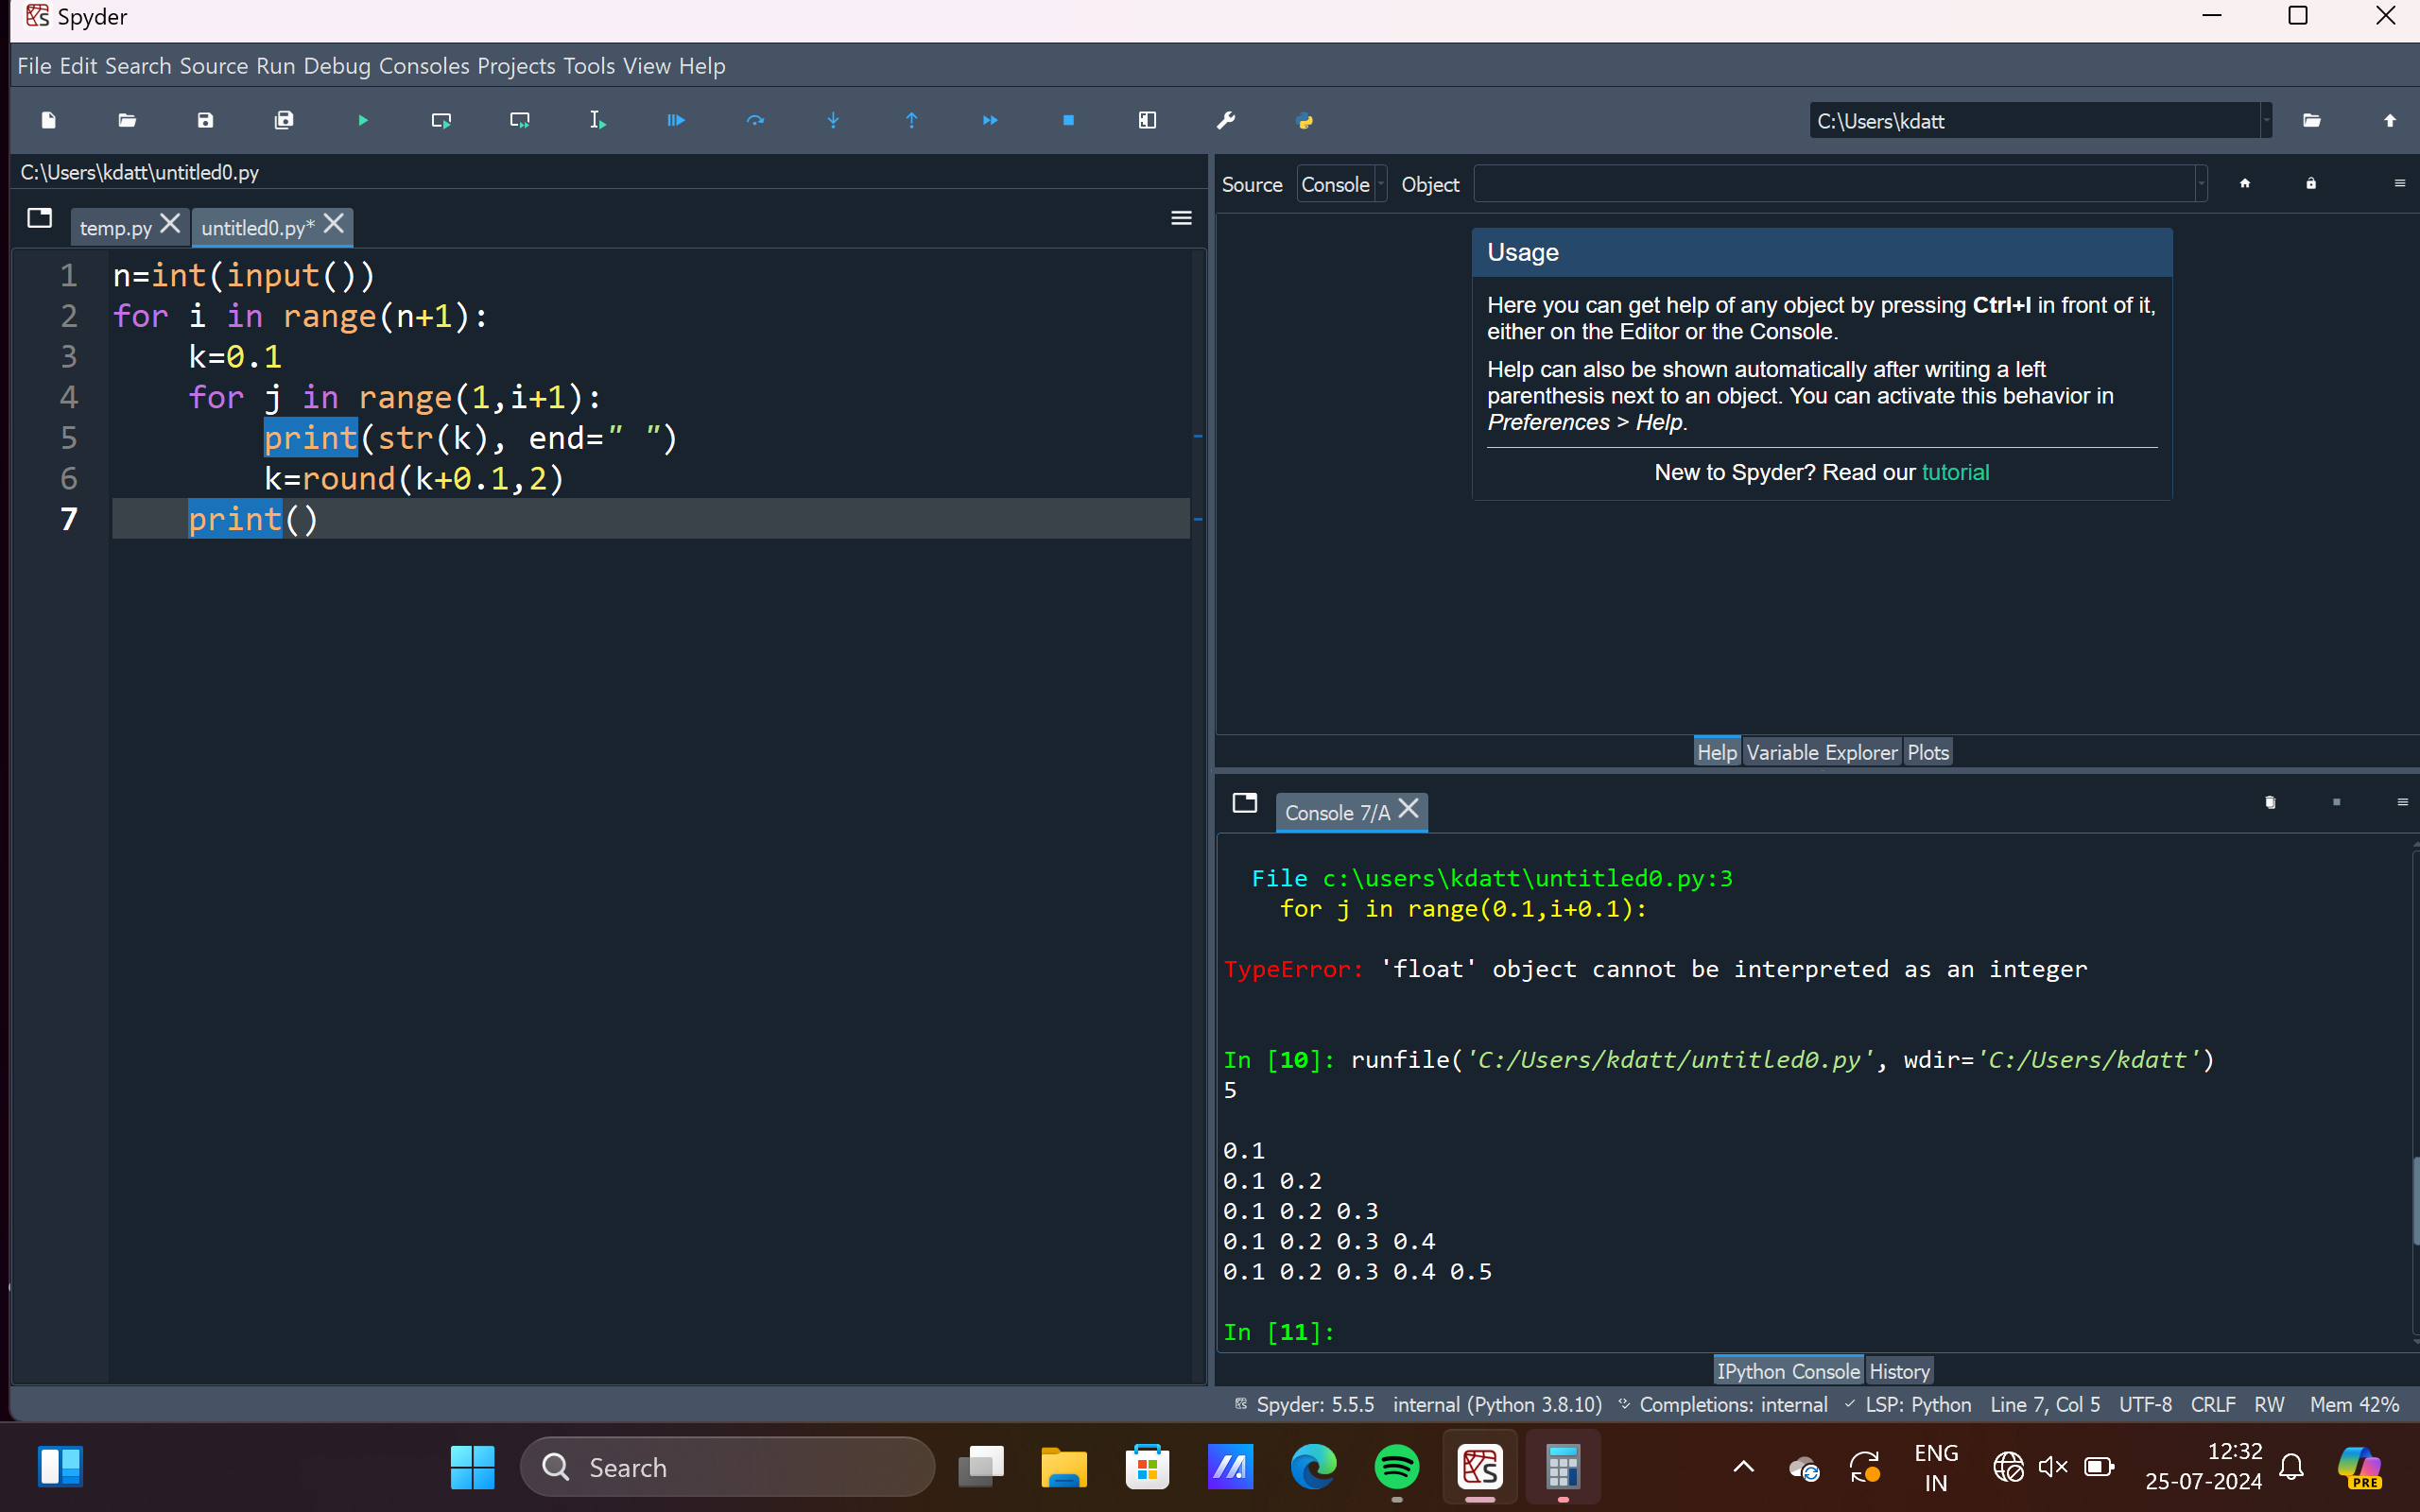 Spyder
File Edit Search Source Run Debug Consoles Projects Tools View Help
C:\Users\kdatt
C:\Users\kdatt\untitled0.py
temp.py
untitled0.py*
1 n=int(input())
2 for i in range(n+1):
3     k=0.1
4     for j in range(1,i+1):
5         print(str(k), end=" ")
6         k=round(k+0.1,2)
7     print()
Source Console Object
Usage
Here you can get help of any object by pressing Ctrl+I in front of it,
either on the Editor or the Console.
Help can also be shown automatically after writing a left
parenthesis next to an object. You can activate this behavior in
Preferences > Help.
New to Spyder? Read our tutorial
Help Variable Explorer Plots
Console 7/A
  File c:\users\kdatt\untitled0.py:3
    for j in range(0.1,i+0.1):
TypeError: 'float' object cannot be interpreted as an integer
In [10]: runfile('C:/Users/kdatt/untitled0.py', wdir='C:/Users/kdatt')
5
0.1
0.1 0.2
0.1 0.2 0.3
0.1 0.2 0.3 0.4
0.1 0.2 0.3 0.4 0.5
In [11]:
IPython Console History
Spyder: 5.5.5 internal (Python 3.8.10) Completions: internal LSP: Python Line 7, Col 5 UTF-8 CRLF RW Mem 42%
Search
ENG
IN
12:32
25-07-2024
PRE